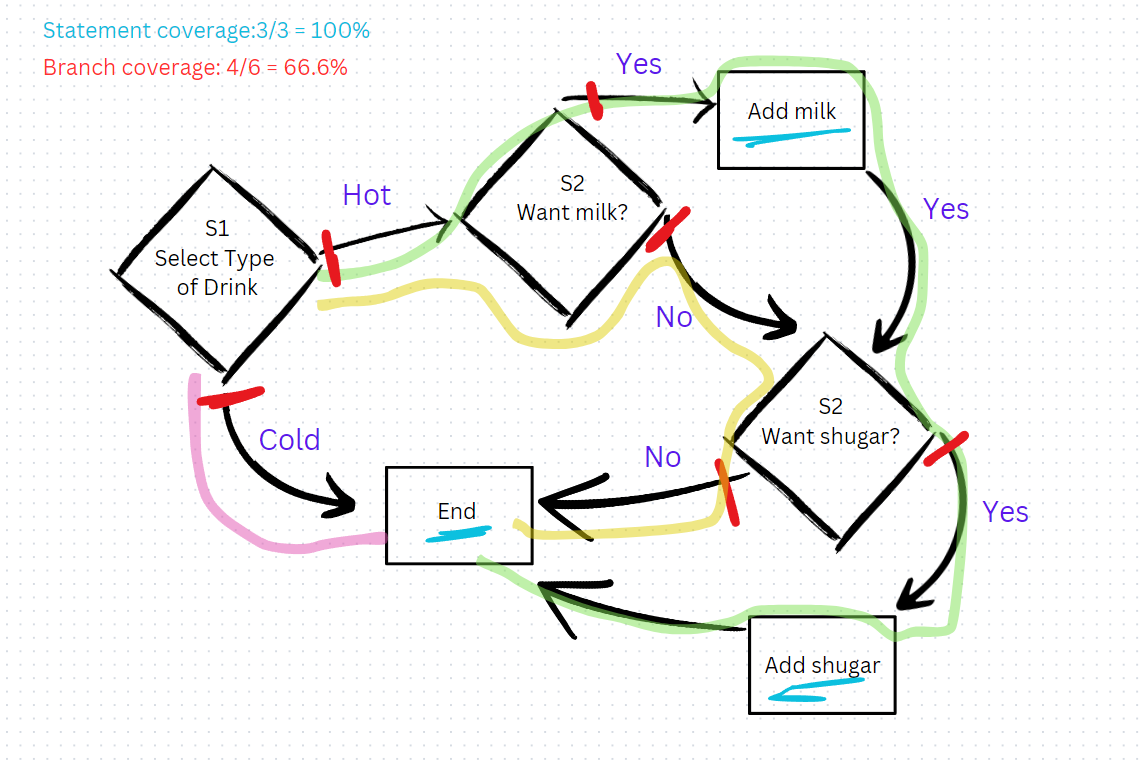 Statement coverage:3/3 = 100%
Branch coverage: 4/6 = 66.6%
Yes
Add milk
Hot
S2
Want milk?
Yes
S1
Select Type
of Drink
No
S2
Want shugar?
Cold
No
End
Yes
Add shugar